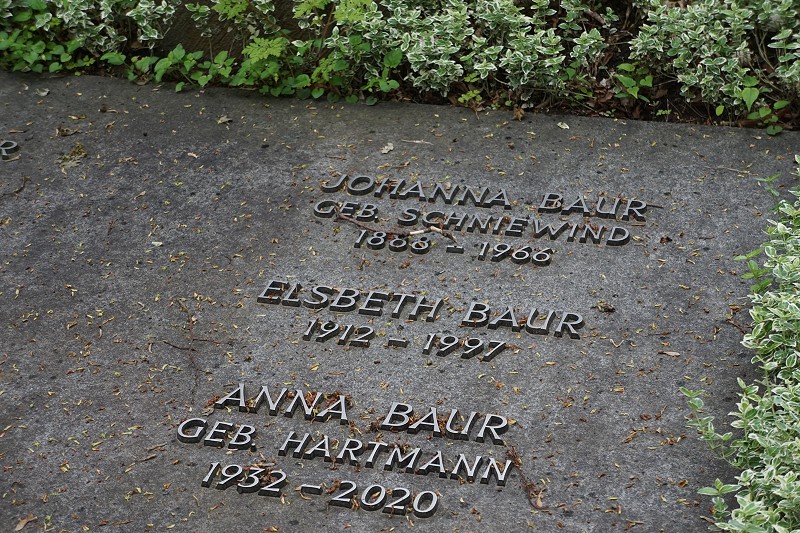 JOHANNA BAUR
GEB. SCHNIEWIND
1888 – 1966
ELSBETH BAUR
1912 – 1997
ANNA BAUR
GEB. HARTMANN
1932 – 2020